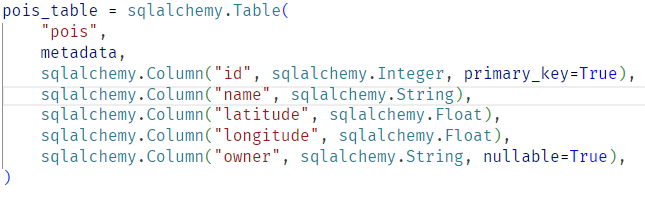 pois_table = sqlalchemy.Table(
    "pois",
    metadata,
    sqlalchemy.Column("id", sqlalchemy.Integer, primary_key=True),
    sqlalchemy.Column("name", sqlalchemy.String),
    sqlalchemy.Column("latitude", sqlalchemy.Float),
    sqlalchemy.Column("longitude", sqlalchemy.Float),
    sqlalchemy.Column("owner", sqlalchemy.String, nullable=True),
)